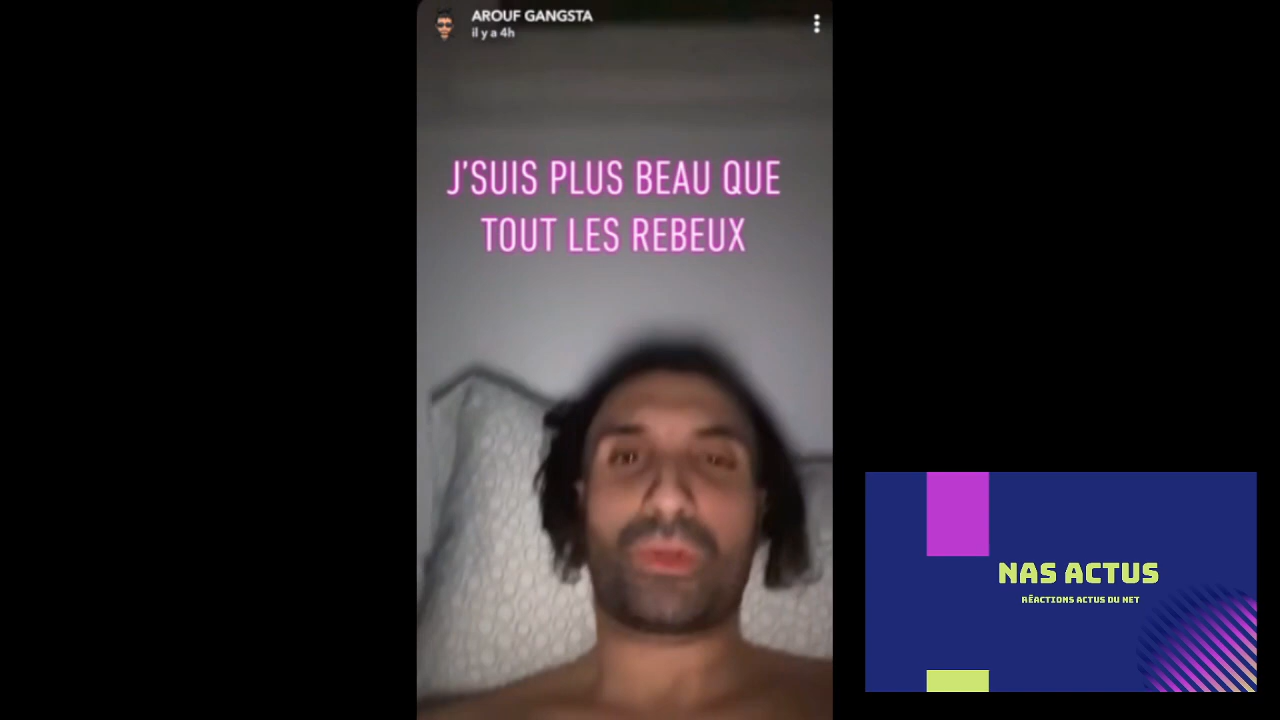 AROUF GANGSTA
il y a 4h
J'SUIS PLUS BEAU QUE
TOUT LES REBEUX
NAS ACTUS
RÉACTIONS ACTUS DU NET